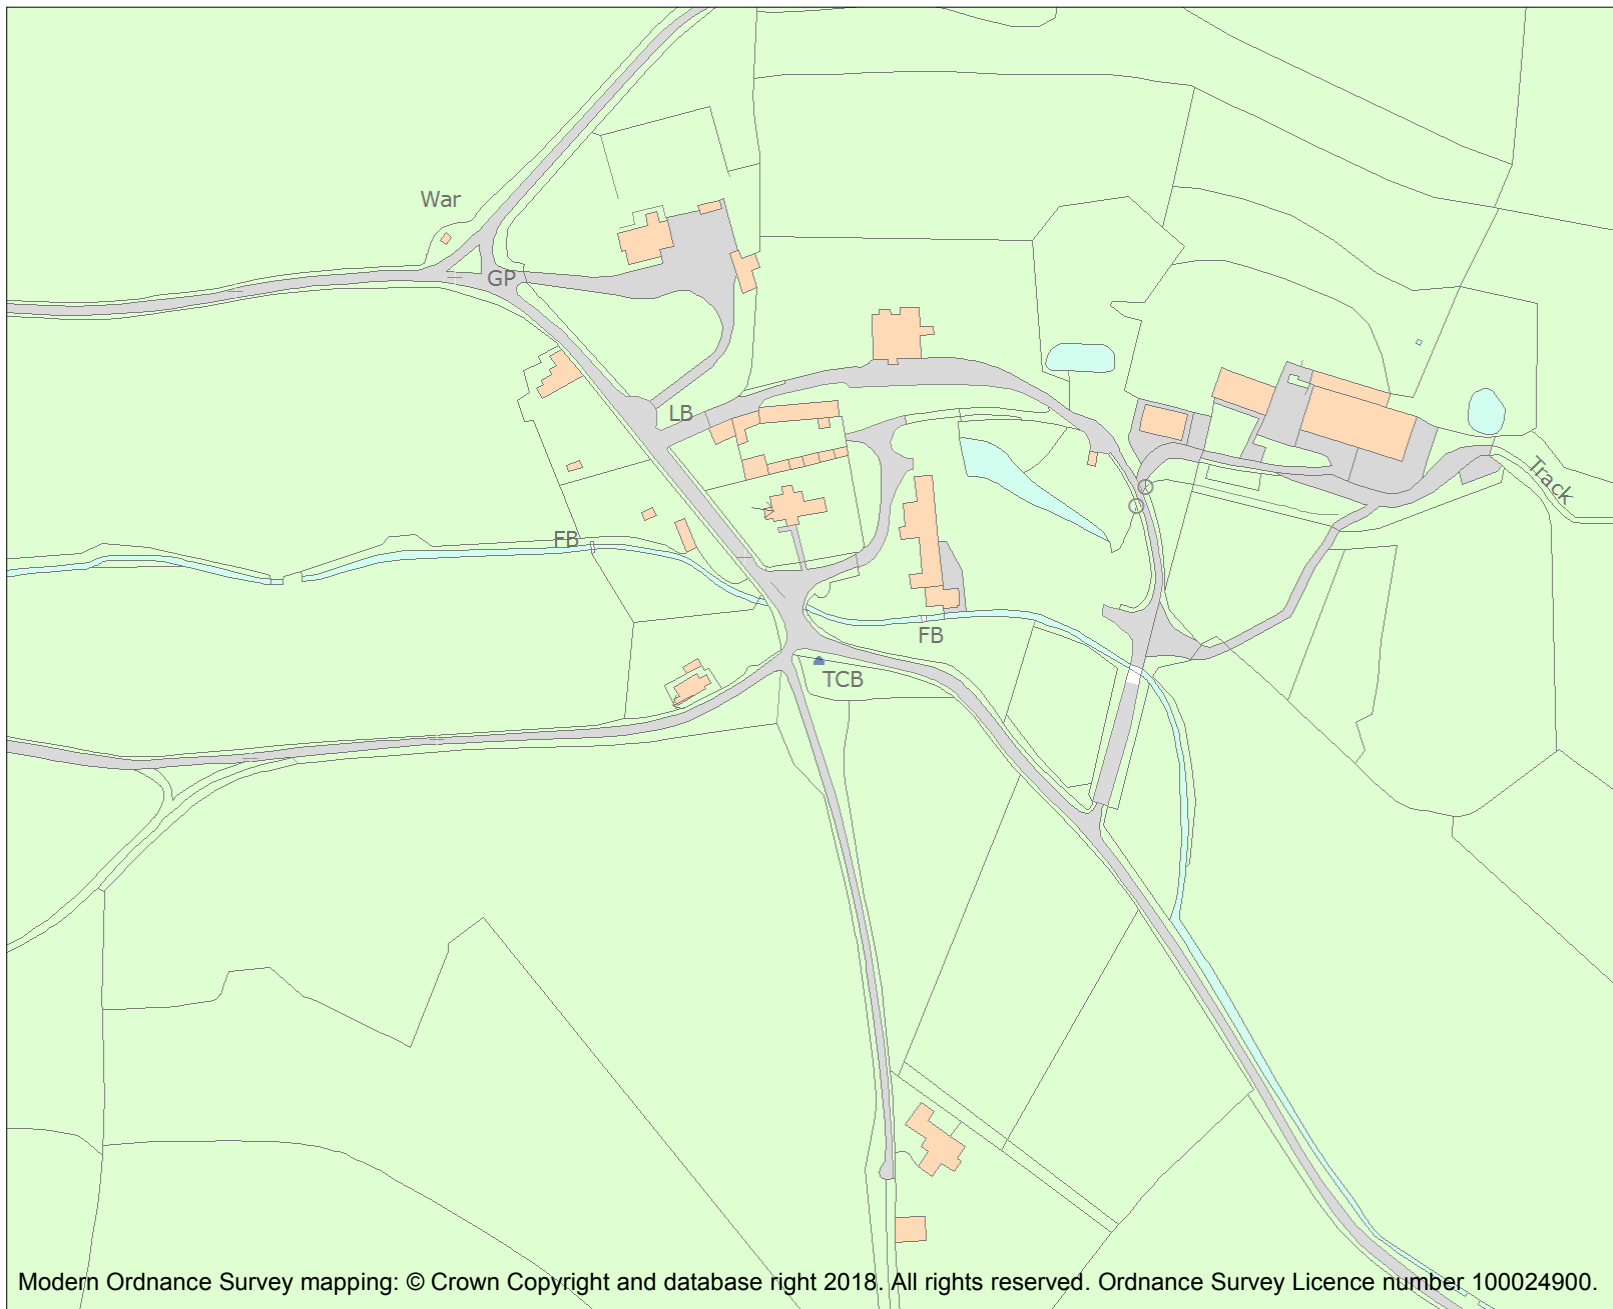 War
GP
LB
Track
FB
FB
TCB
Modern Ordnance Survey mapping: © Crown Copyright and database right 2018. All rights reserved. Ordnance Survey Licence number 100024900.